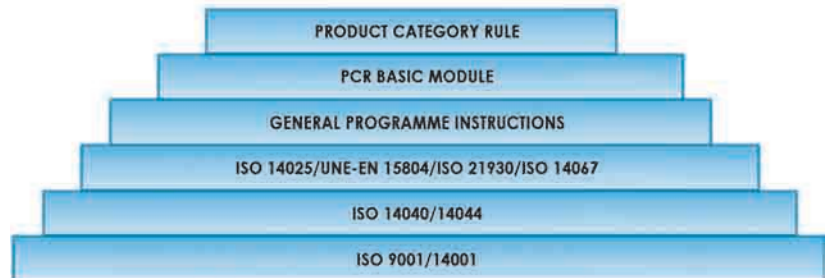 PRODUCT CATEGORY RULE
PCR BASIC MODULE
GENERAL PROGRAMME INSTRUCTIONS
ISO 14025/UNE-EN 15804/ISO 21930/ISO 14067
ISO 14040/14044
ISO 9001/14001